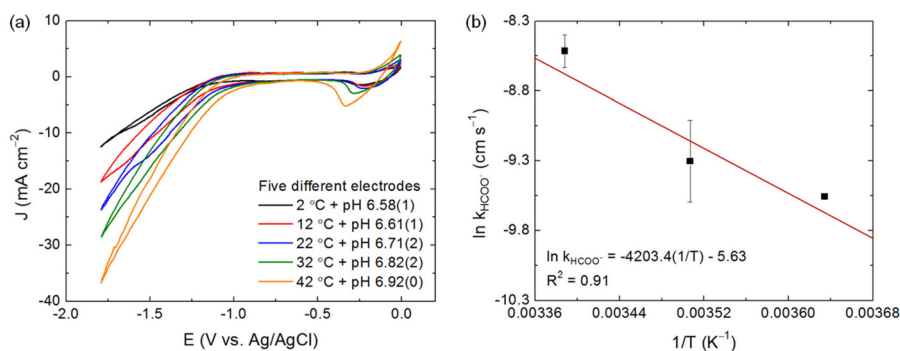 (a)
10
0
-10
-20
-30
-40
J (mA cm⁻²)
Five different electrodes
2 °C + pH 6.58(1)
12 °C + pH 6.61(1)
22 °C + pH 6.71(2)
32 °C + pH 6.82(2)
42 °C + pH 6.92(0)
-2.0 -1.5 -1.0 -0.5 0.0
E (V vs. Ag/AgCl)
(b)
-8.3
-8.8
-9.3
-9.8
-10.3
ln k_HCOO⁻ (cm s⁻¹)
ln k_HCOO⁻ = -4203.4(1/T) - 5.63
R² = 0.91
0.00336 0.00344 0.00352 0.00360 0.00368
1/T (K⁻¹)